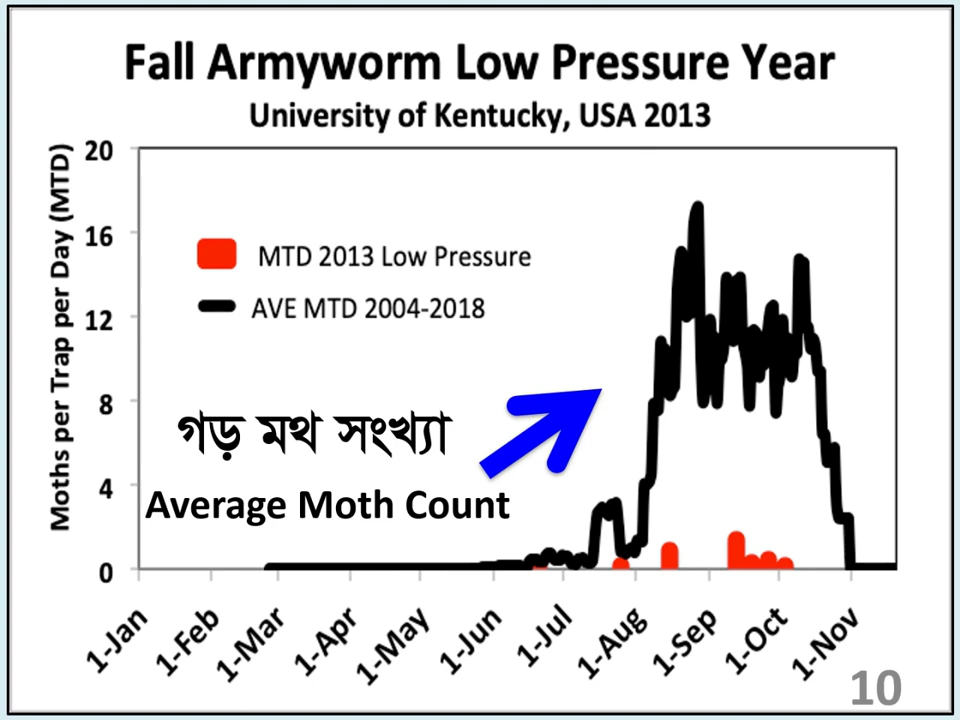 Fall Armyworm Low Pressure Year
University of Kentucky, USA 2013
Moths per Trap per Day (MTD)
20
16
12
8
4
0
MTD 2013 Low Pressure
AVE MTD 2004-2018
গড় মথ সংখ্যা
Average Moth Count
1-Jan
1-Feb
1-Mar
1-Apr
1-May
1-Jun
1-Jul
1-Aug
1-Sep
1-Oct
1-Nov
10